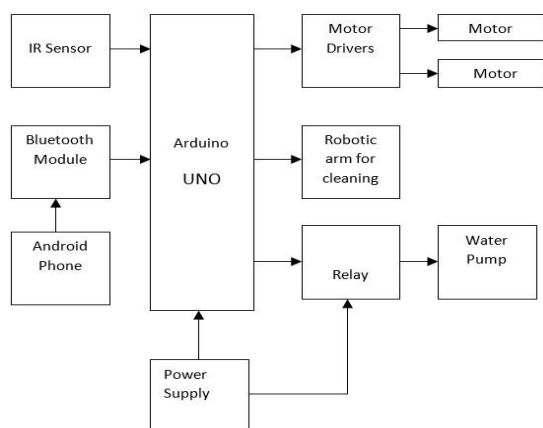 IR Sensor
Bluetooth
Module
Android
Phone
Arduino
UNO
Power
Supply
Motor
Drivers
Motor
Motor
Robotic
arm for
cleaning
Relay
Water
Pump